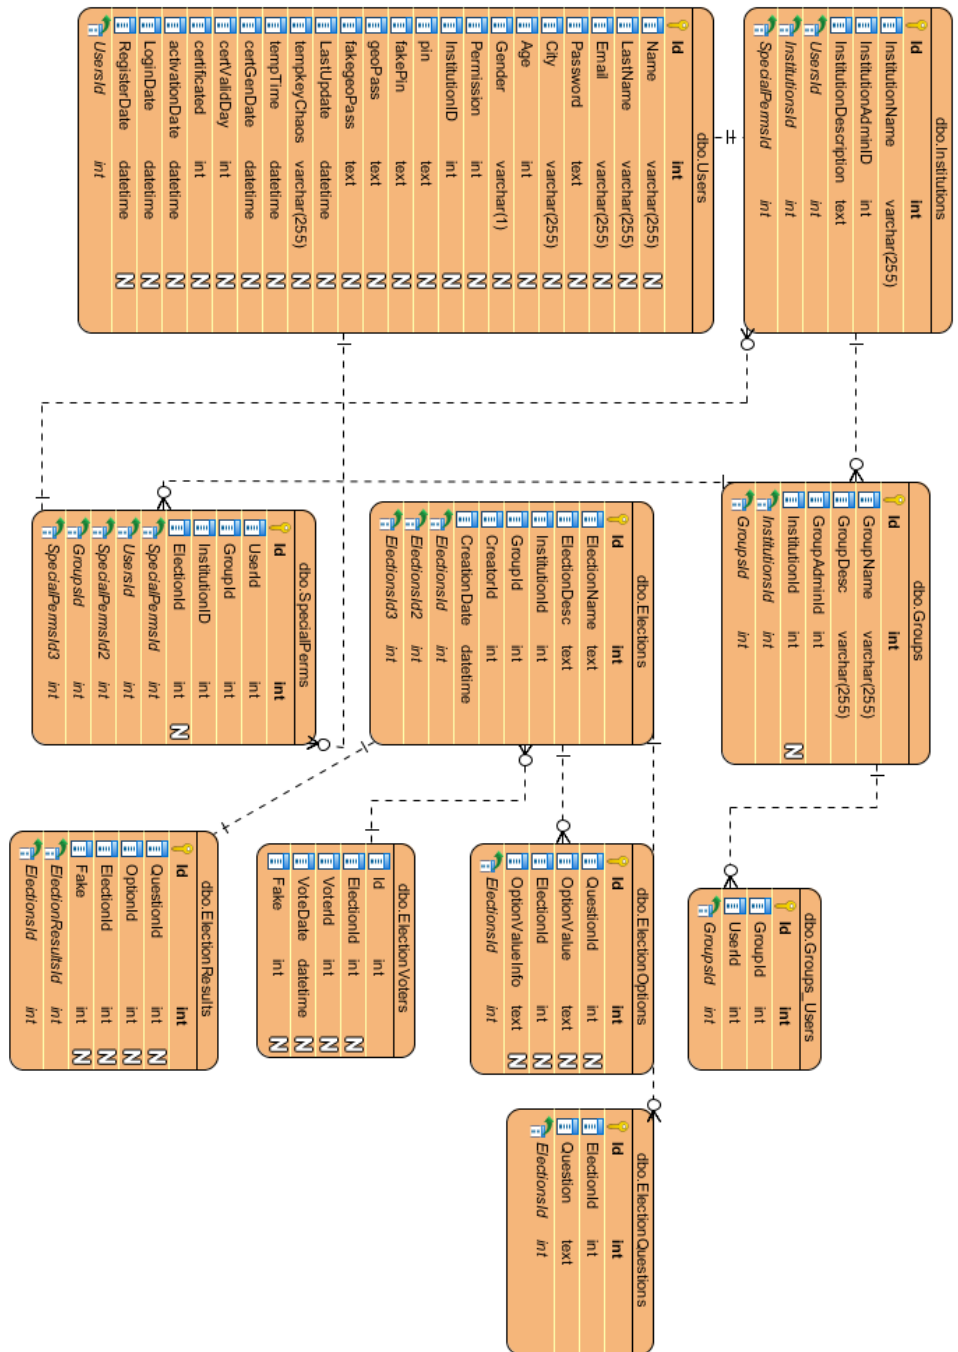 dbo.Institutions
Id int
InstitutionName varchar(255)
InstitutionAdminID int
InstitutionDescription text
UsersId int
InstitutionsId int
SpecialPermsId int
dbo.Users
Id int
Name varchar(255) N
LastName varchar(255) N
Email varchar(255) N
Password text N
City varchar(255) N
Age int N
Gender varchar(1) N
Permission int N
InstitutionID int N
pin text N
fakePin text N
geoPass text N
fakegeoPass text N
LastUpdate datetime N
tempkeyChaos varchar(255) N
tempTime datetime N
certGenDate datetime N
certValidDay int N
certificated int N
activationDate datetime N
LoginDate datetime N
RegisterDate datetime N
UsersId int
dbo.Groups
Id int
GroupName varchar(255)
GroupDesc varchar(255)
GroupAdminId int
InstitutionId int N
InstitutionsId int
GroupsId int
dbo.Elections
Id int
ElectionName text
ElectionDesc text
InstitutionId int
GroupId int
CreatorId int
CreationDate datetime
ElectionsId int
ElectionsId2 int
ElectionsId3 int
dbo.SpecialPerms
Id int
UserId int
GroupId int
InstitutionID int
ElectionId int N
SpecialPermsId int
UsersId int
SpecialPermsId2 int
GroupsId int
SpecialPermsId3 int
dbo.Groups_Users
Id int
GroupId int
UserId int
GroupsId int
dbo.ElectionOptions
Id int
QuestionId int N
OptionValue text N
ElectionId int N
OptionValueInfo text N
ElectionsId int
dbo.ElectionVoters
Id int
ElectionId int N
VoterId int N
VoteDate datetime N
Fake int N
dbo.ElectionResults
Id int
QuestionId int N
OptionId int N
ElectionId int N
Fake int N
ElectionResultsId int
ElectionsId int
dbo.ElectionQuestions
Id int
ElectionId int
Question text
ElectionsId int